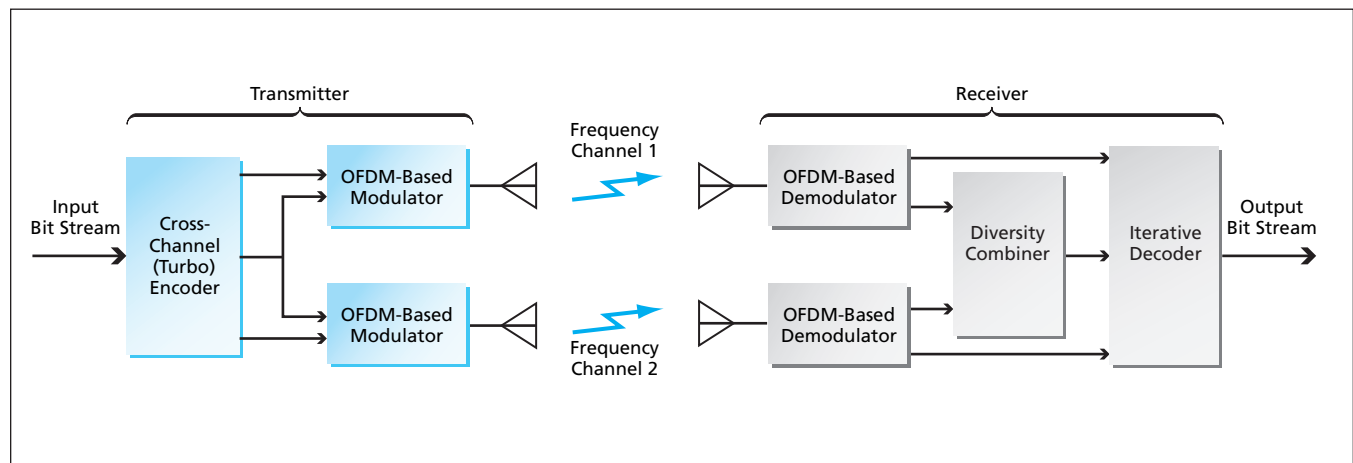 Transmitter
Receiver
Input
Bit Stream
Cross-
Channel
(Turbo)
Encoder
OFDM-Based
Modulator
OFDM-Based
Modulator
Frequency
Channel 1
Frequency
Channel 2
OFDM-Based
Demodulator
OFDM-Based
Demodulator
Diversity
Combiner
Iterative
Decoder
Output
Bit Stream